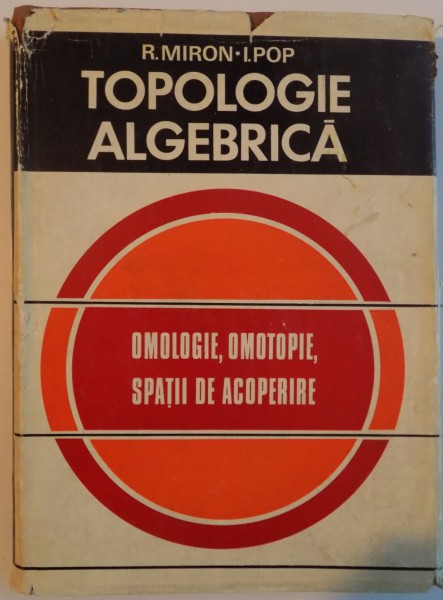 R. MIRON • I. POP
TOPOLOGIE
ALGEBRICĂ
OMOLOGIE, OMOTOPIE,
SPAȚII DE ACOPERIRE